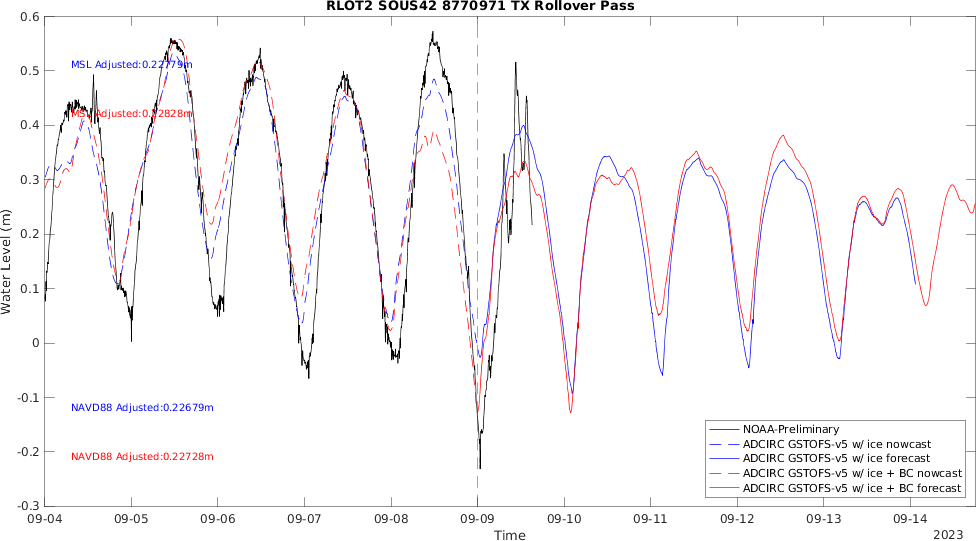 RLOT2 SOUS42 8770971 TX Rollover Pass
0.6
0.5
0.4
0.3
0.2
0.1
0
-0.1
-0.2
-0.3
Water Level (m)
MSL Adjusted:0.22779m
MSL Adjusted:0.22828m
NAVD88 Adjusted:0.22679m
NAVD88 Adjusted:0.22728m
NOAA-Preliminary
ADCIRC GSTOFS-v5 w/ ice nowcast
ADCIRC GSTOFS-v5 w/ ice forecast
ADCIRC GSTOFS-v5 w/ ice + BC nowcast
ADCIRC GSTOFS-v5 w/ ice + BC forecast
09-04 09-05 09-06 09-07 09-08 09-09 09-10 09-11 09-12 09-13 09-14
Time
2023